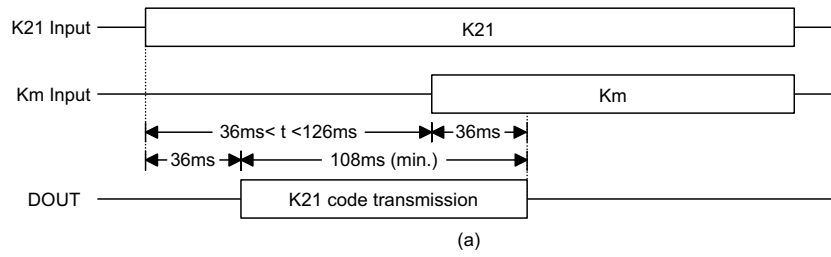 K21 Input
K21
Km Input
Km
36ms< t <126ms
36ms
36ms
108ms (min.)
DOUT
K21 code transmission
(a)